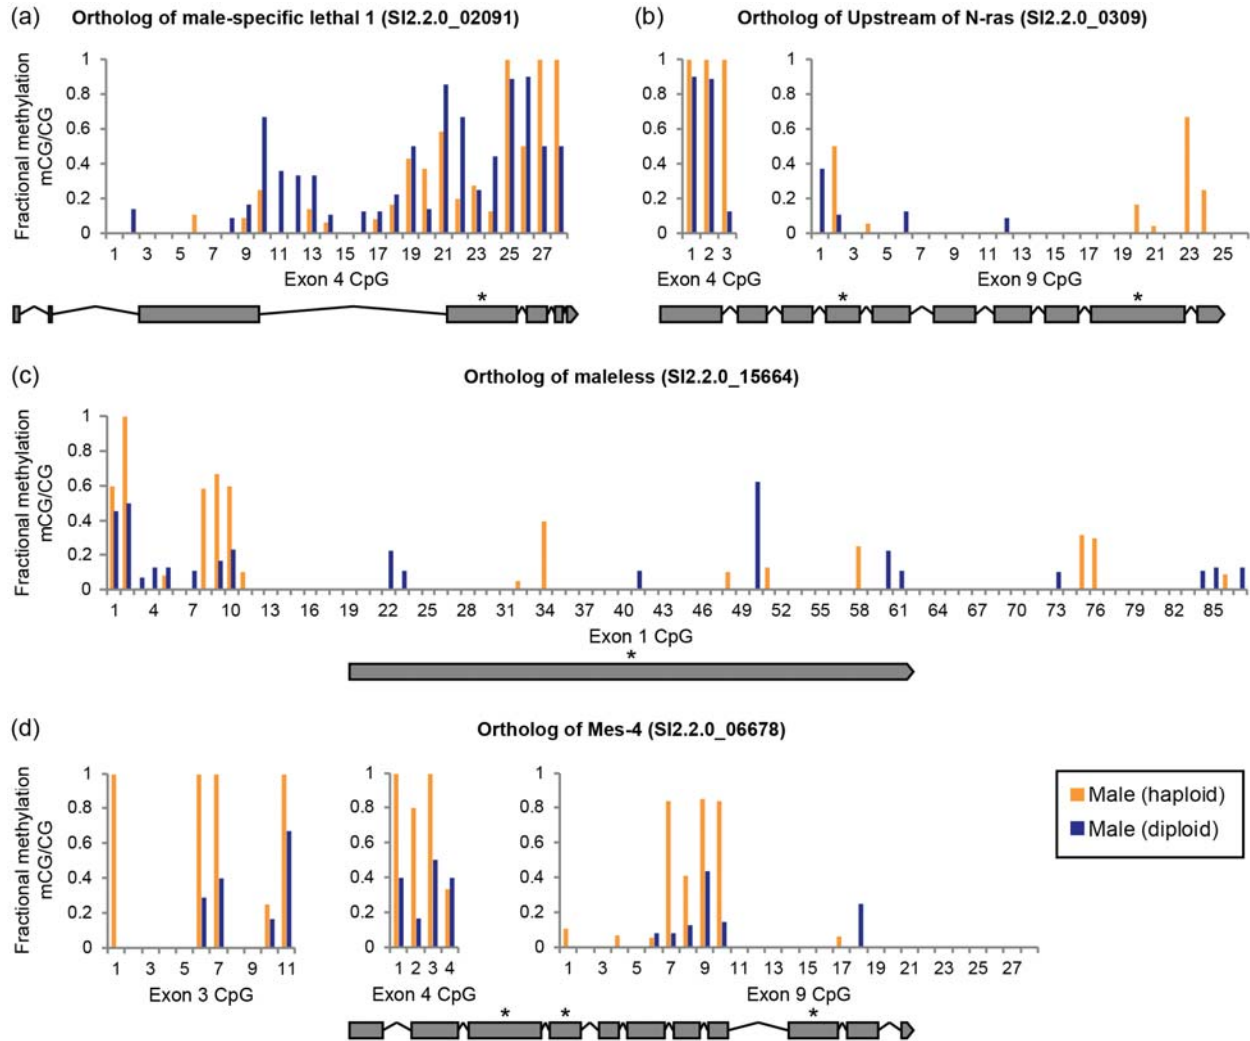 (a) Ortholog of male-specific lethal 1 (SI2.2.0_02091)
Fractional methylation
mCG/CG
1
0.8
0.6
0.4
0.2
0
1 3 5 7 9 11 13 15 17 19 21 23 25 27
Exon 4 CpG
*
(b) Ortholog of Upstream of N-ras (SI2.2.0_0309)
1
0.8
0.6
0.4
0.2
0
1 2 3
Exon 4 CpG
1
0.8
0.6
0.4
0.2
0
1 3 5 7 9 11 13 15 17 19 21 23 25
Exon 9 CpG
* *
(c) Ortholog of maleless (SI2.2.0_15664)
Fractional methylation
mCG/CG
1
0.8
0.6
0.4
0.2
0
1 4 7 10 13 16 19 22 25 28 31 34 37 40 43 46 49 52 55 58 61 64 67 70 73 76 79 82 85
Exon 1 CpG
*
(d) Ortholog of Mes-4 (SI2.2.0_06678)
Fractional methylation
mCG/CG
1
0.8
0.6
0.4
0.2
0
1 3 5 7 9 11
Exon 3 CpG
1
0.8
0.6
0.4
0.2
0
1 2 3 4
Exon 4 CpG
1
0.8
0.6
0.4
0.2
0
1 3 5 7 9 11 13 15 17 19 21 23 25 27
Exon 9 CpG
* * *
Male (haploid)
Male (diploid)